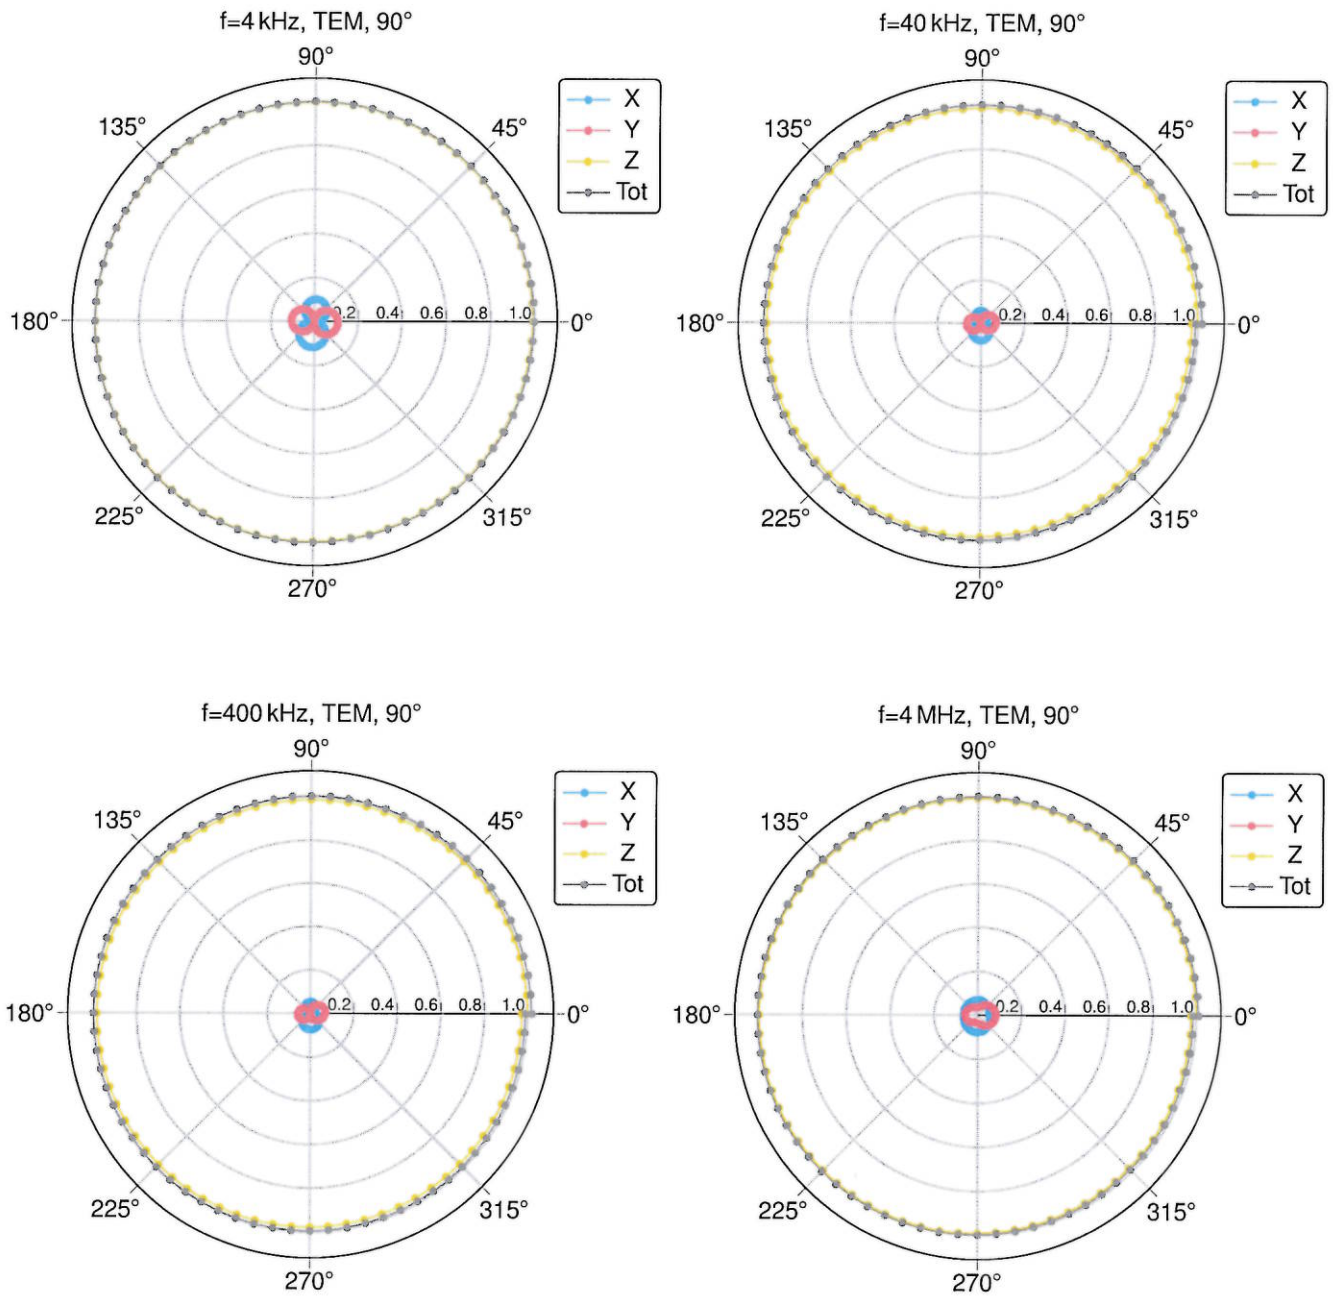 f=4 kHz, TEM, 90°
90°
135°
45°
180°
0.2 0.4 0.6 0.8 1.0
0°
225°
315°
270°
X
Y
Z
Tot
f=40 kHz, TEM, 90°
90°
135°
45°
180°
0.2 0.4 0.6 0.8 1.0
0°
225°
315°
270°
X
Y
Z
Tot
f=400 kHz, TEM, 90°
90°
135°
45°
180°
0.2 0.4 0.6 0.8 1.0
0°
225°
315°
270°
X
Y
Z
Tot
f=4 MHz, TEM, 90°
90°
135°
45°
180°
0.2 0.4 0.6 0.8 1.0
0°
225°
315°
270°
X
Y
Z
Tot